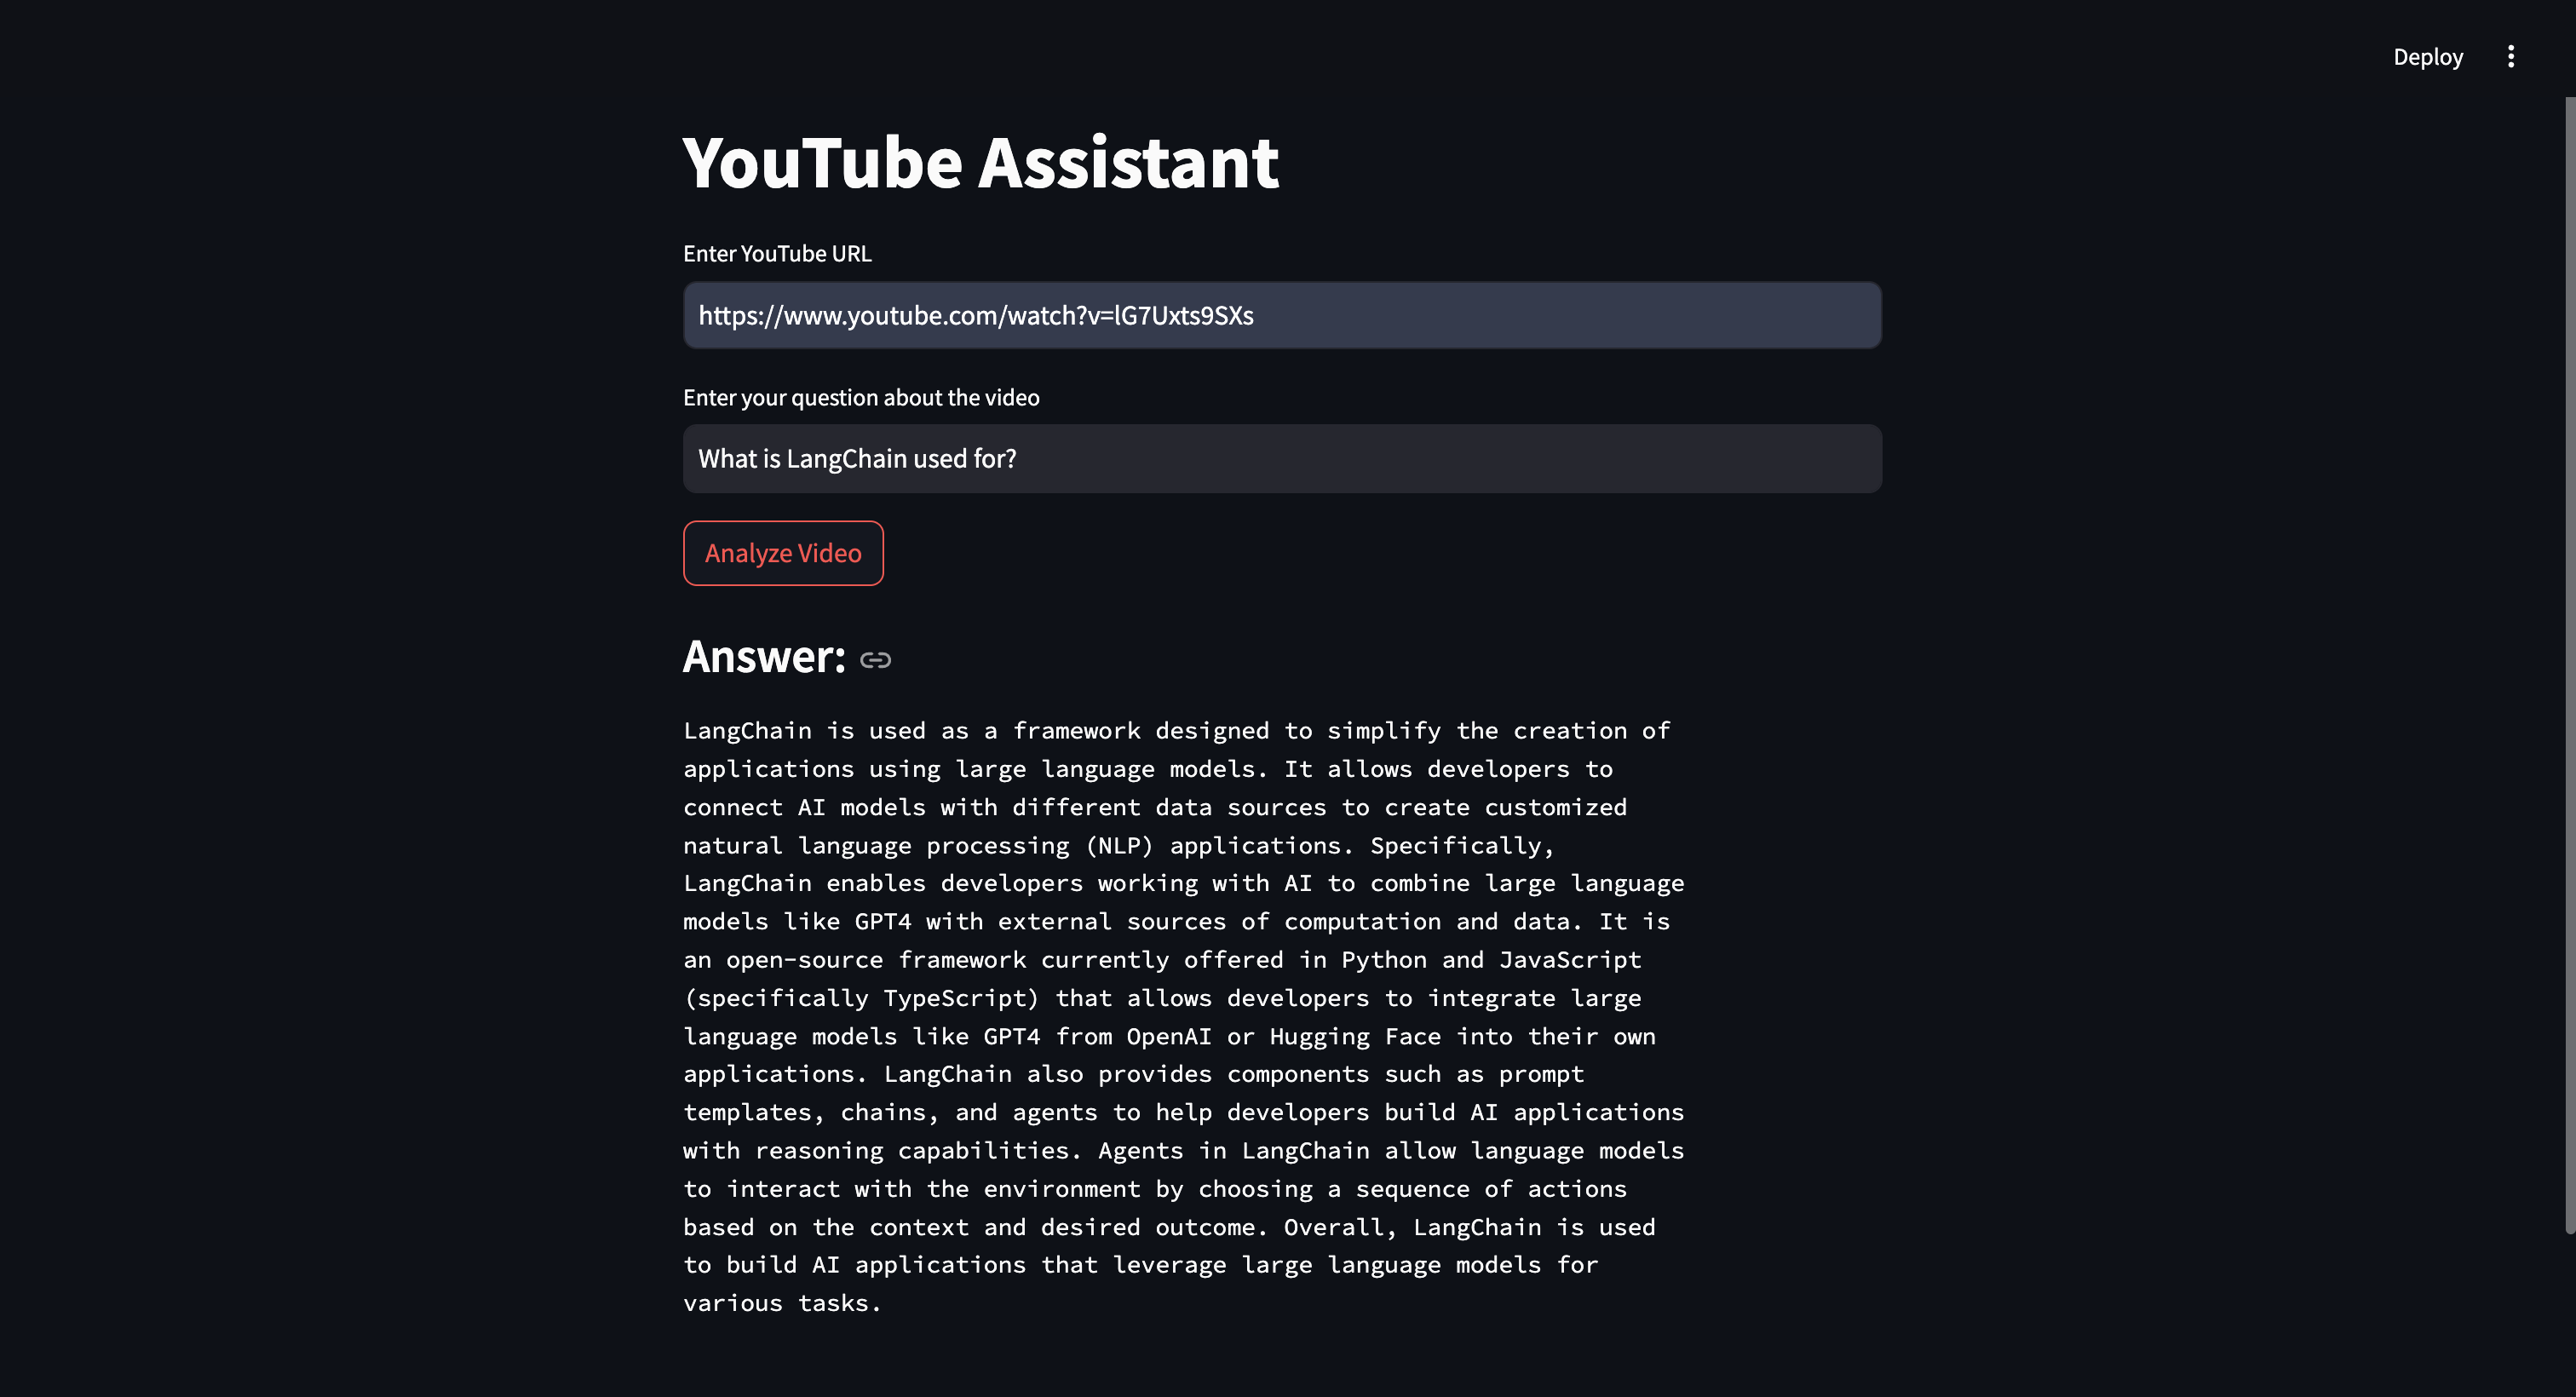 Deploy
YouTube Assistant
Enter YouTube URL
https://www.youtube.com/watch?v=lG7Uxts9SXs
Enter your question about the video
What is LangChain used for?
Analyze Video
Answer:
LangChain is used as a framework designed to simplify the creation of
applications using large language models. It allows developers to
connect AI models with different data sources to create customized
natural language processing (NLP) applications. Specifically,
LangChain enables developers working with AI to combine large language
models like GPT4 with external sources of computation and data. It is
an open-source framework currently offered in Python and JavaScript
(specifically TypeScript) that allows developers to integrate large
language models like GPT4 from OpenAI or Hugging Face into their own
applications. LangChain also provides components such as prompt
templates, chains, and agents to help developers build AI applications
with reasoning capabilities. Agents in LangChain allow language models
to interact with the environment by choosing a sequence of actions
based on the context and desired outcome. Overall, LangChain is used
to build AI applications that leverage large language models for
various tasks.